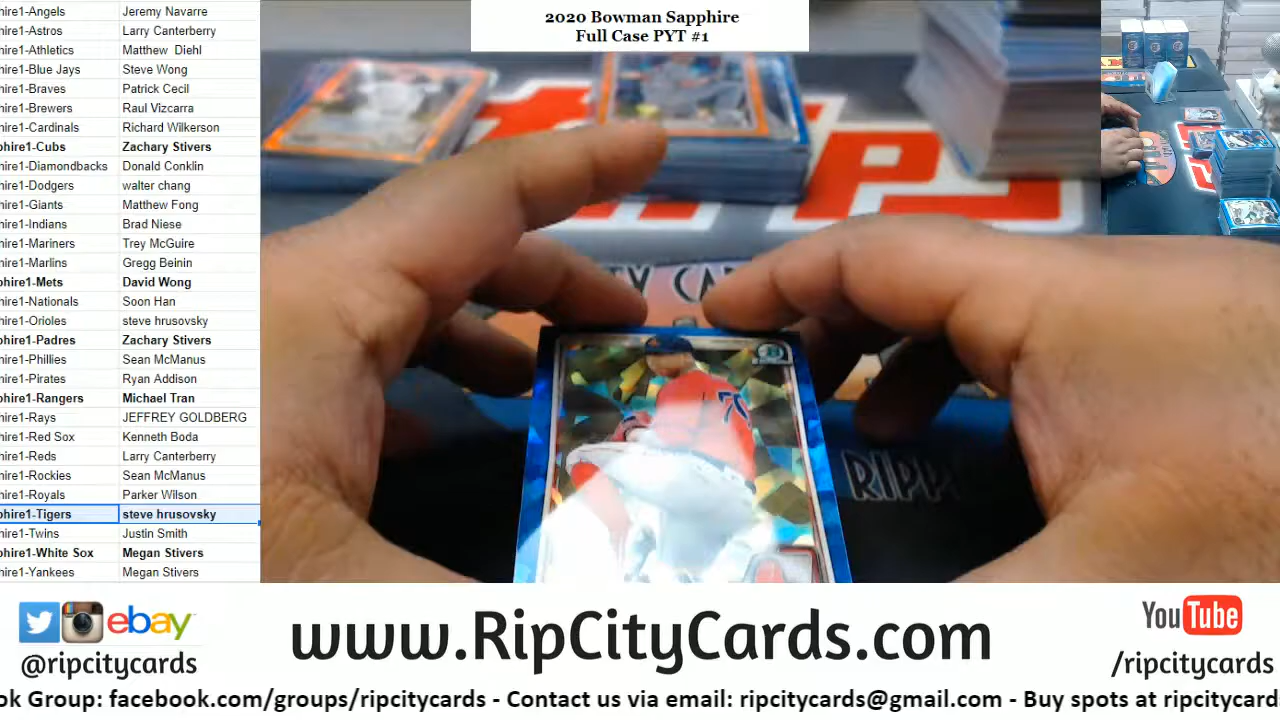 2020 Bowman Sapphire
Full Case PYT #1
hire1-Angels Jeremy Navarre
hire1-Astros Larry Canterberry
hire1-Athletics Matthew Diehl
hire1-Blue Jays Steve Wong
hire1-Braves Patrick Cecil
hire1-Brewers Raul Vizcarra
hire1-Cardinals Richard Wilkerson
phire1-Cubs Zachary Stivers
hire1-Diamondbacks Donald Conklin
hire1-Dodgers walter chang
hire1-Giants Matthew Fong
hire1-Indians Brad Niese
hire1-Mariners Trey McGuire
hire1-Marlins Gregg Beinin
phire1-Mets David Wong
hire1-Nationals Soon Han
hire1-Orioles steve hrusovsky
phire1-Padres Zachary Stivers
hire1-Phillies Sean McManus
hire1-Pirates Ryan Addison
phire1-Rangers Michael Tran
hire1-Rays JEFFREY GOLDBERG
hire1-Red Sox Kenneth Boda
hire1-Reds Larry Canterberry
hire1-Rockies Sean McManus
hire1-Royals Parker Wilson
phire1-Tigers steve hrusovsky
hire1-Twins Justin Smith
phire1-White Sox Megan Stivers
hire1-Yankees Megan Stivers
P
TY CA
70
B
RIPP
ebay
@ripcitycards
www.RipCityCards.com
YouTube
/ripcitycards
ok Group: facebook.com/groups/ripcitycards - Contact us via email: ripcitycards@gmail.com - Buy spots at ripcitycard